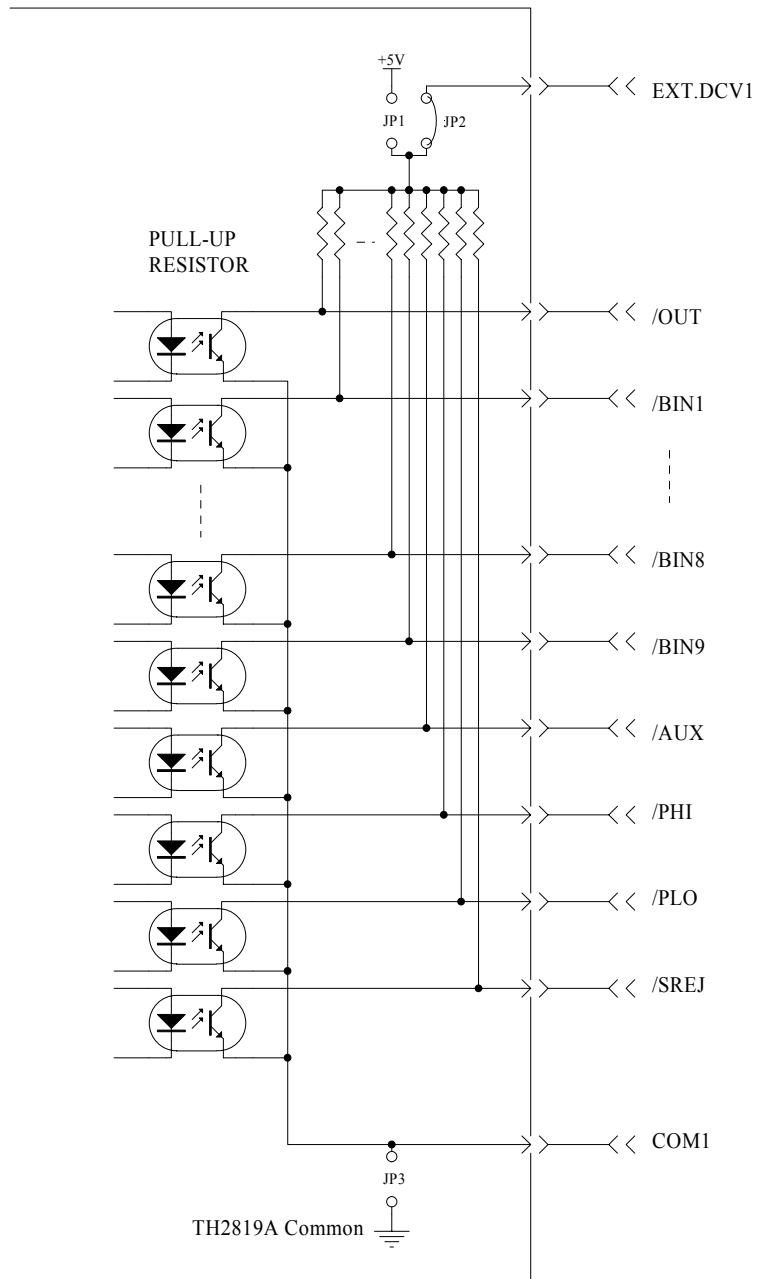 +5V
EXT.DCV1
JP1
JP2
PULL-UP
RESISTOR
/OUT
/BIN1
/BIN8
/BIN9
/AUX
/PHI
/PLO
/SREJ
COM1
JP3
TH2819A Common